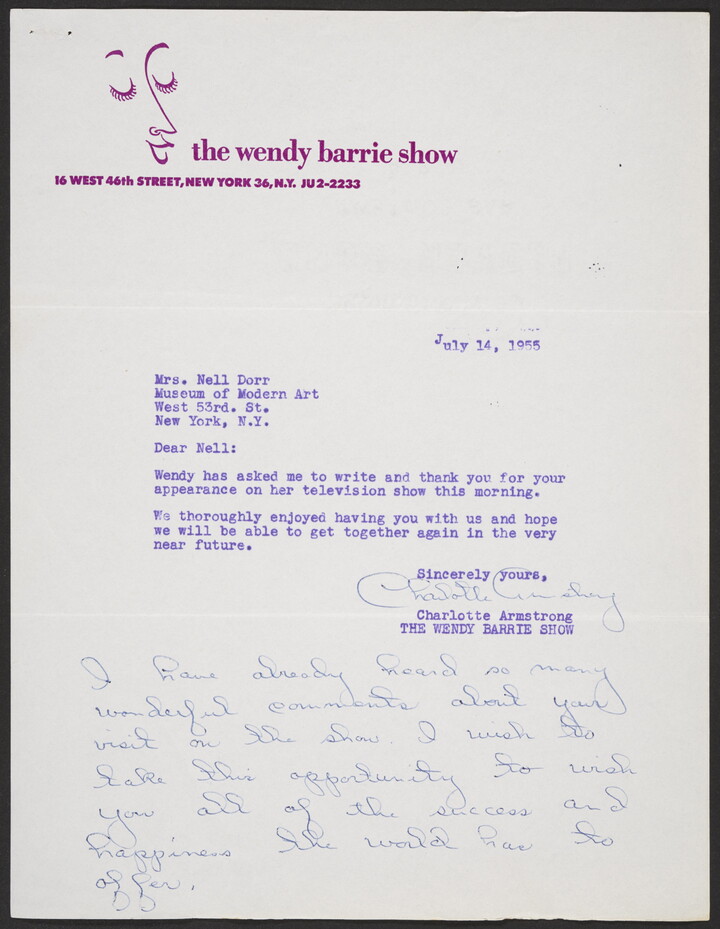 the wendy barrie show
16 WEST 46th STREET, NEW YORK 36, N.Y. JU 2-2233
July 14, 1955
Mrs. Nell Dorr
Museum of Modern Art
West 53rd. St.
New York, N.Y.
Dear Nell:
Wendy has asked me to write and thank you for your
appearance on her television show this morning.
We thoroughly enjoyed having you with us and hope
we will be able to get together again in the very
near future.
Sincerely yours,
Charlotte Armstrong
Charlotte Armstrong
THE WENDY BARRIE SHOW
I have already heard so many
wonderful comments about your
visit on the show. I wish to
take this opportunity to wish
you all of the success and
happiness the world has to
offer.